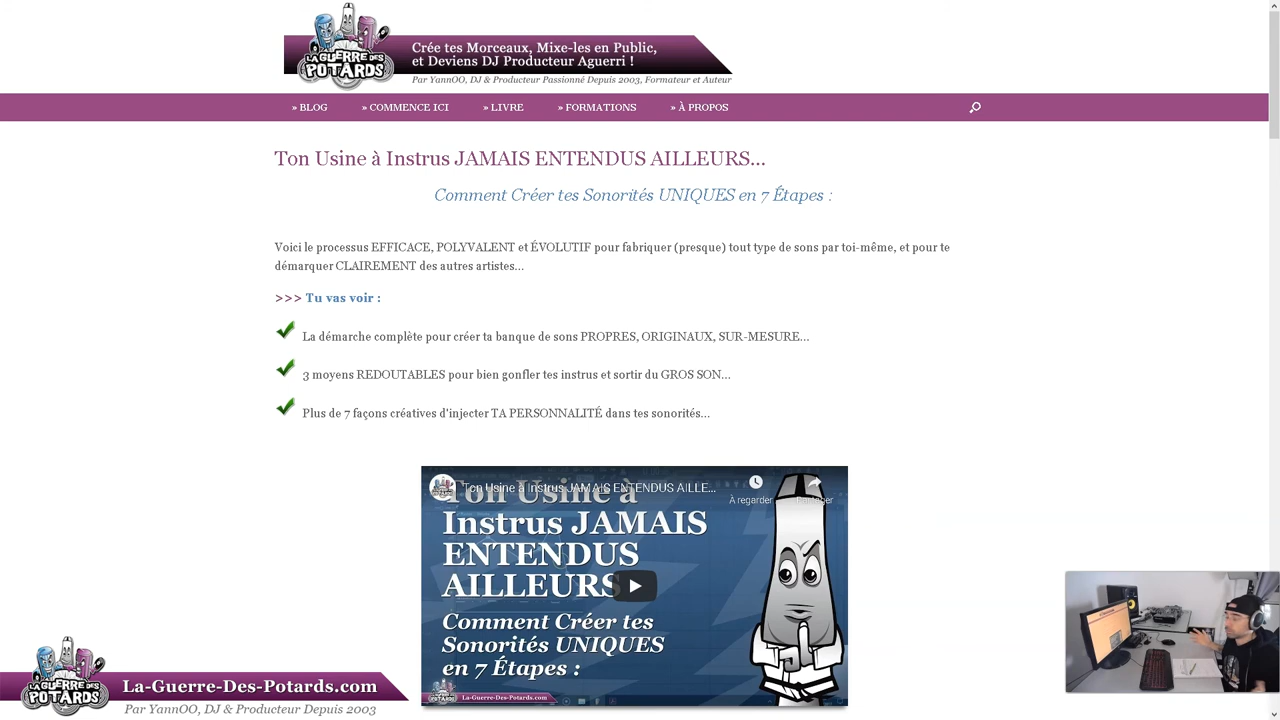 LA GUERRE DES
POTARDS
Crée tes Morceaux, Mixe-les en Public,
et Deviens DJ Producteur Aguerri !
Par YannOO, DJ & Producteur Passionné Depuis 2003, Formateur et Auteur
» BLOG » COMMENCE ICI » LIVRE » FORMATIONS » À PROPOS
Ton Usine à Instrus JAMAIS ENTENDUS AILLEURS...
Comment Créer tes Sonorités UNIQUES en 7 Étapes :
Voici le processus EFFICACE, POLYVALENT et ÉVOLUTIF pour fabriquer (presque) tout type de sons par toi-même, et pour te
démarquer CLAIREMENT des autres artistes...
>>> Tu vas voir :
La démarche complète pour créer ta banque de sons PROPRES, ORIGINAUX, SUR-MESURE...
3 moyens REDOUTABLES pour bien gonfler tes instrus et sortir du GROS SON...
Plus de 7 façons créatives d'injecter TA PERSONNALITÉ dans tes sonorités...
Ton Usine à Instrus JAMAIS ENTENDUS AILLE...
À regarder
Partager
Ton Usine à
Instrus JAMAIS
ENTENDUS
AILLEURS
Comment Créer tes
Sonorités UNIQUES
en 7 Étapes :
La-Guerre-Des-Potards.com
LA GUERRE DES
POTARDS
La-Guerre-Des-Potards.com
Par YannOO, DJ & Producteur Depuis 2003